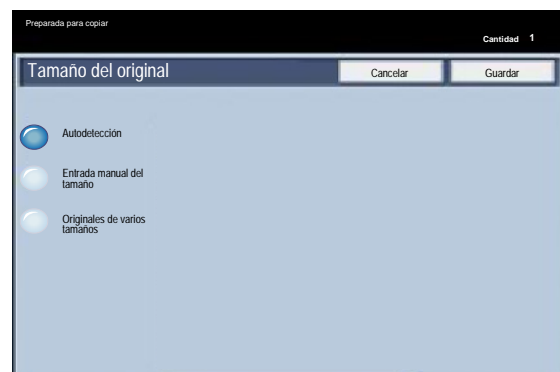 Preparada para copiar
Cantidad 1
Tamaño del original
Cancelar
Guardar
Autodetección
Entrada manual del
tamaño
Originales de varios
tamaños